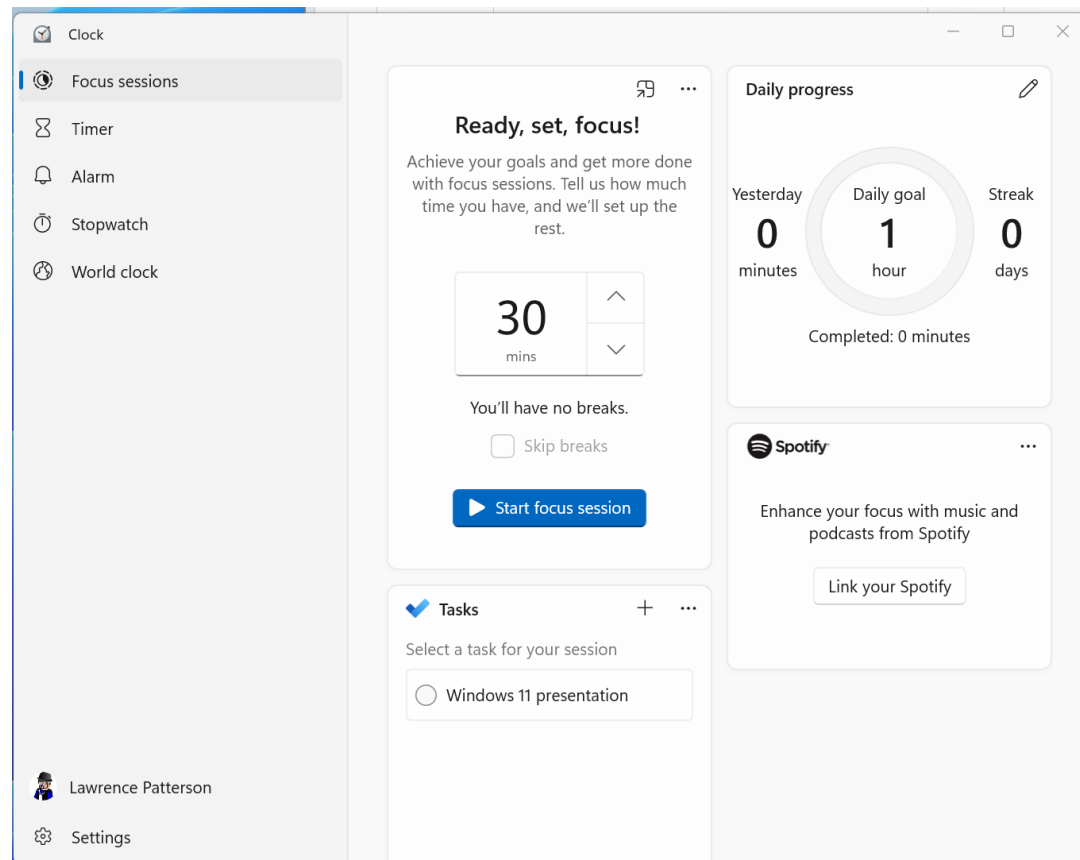 Clock
Focus sessions
Timer
Alarm
Stopwatch
World clock
Lawrence Patterson
Settings
Ready, set, focus!
Achieve your goals and get more done
with focus sessions. Tell us how much
time you have, and we’ll set up the
rest.
30
mins
You’ll have no breaks.
Skip breaks
Start focus session
Tasks
Select a task for your session
Windows 11 presentation
Daily progress
Yesterday
0
minutes
Daily goal
1
hour
Streak
0
days
Completed: 0 minutes
Spotify
Enhance your focus with music and
podcasts from Spotify
Link your Spotify